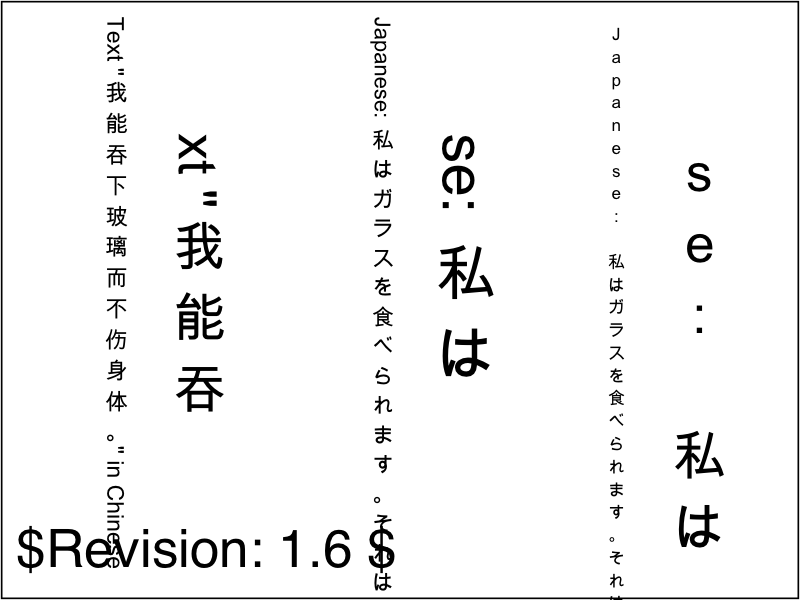 Text "我能吞下玻璃而不伤身体。" in Chinese
xt "我能吞
Japanese: 私はガラスを食べられます。それは
se: 私は
Japanese: 私はガラスを食べられます。それ
se: 私は
$Revision: 1.6 $